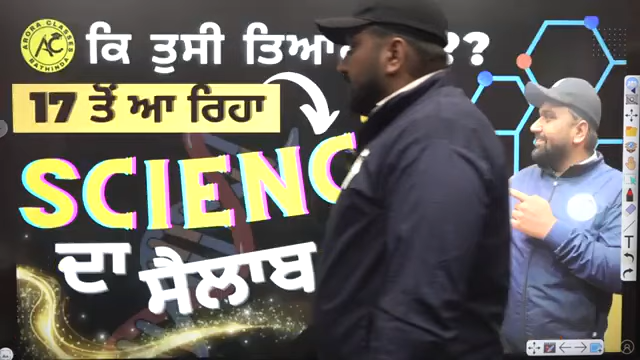 ARORA CLASSES
AC
BATHINDA
ਕਿ ਤੁਸੀ ??
17 ਤੋਂ ਆ ਰਿਹਾ
SCIENC
ਦਾ ਸੈਲਾਬ